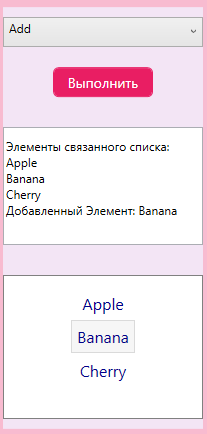 Add
Выполнить
Элементы связанного списка:
Apple
Banana
Cherry
Добавленный Элемент: Banana
Apple
Banana
Cherry